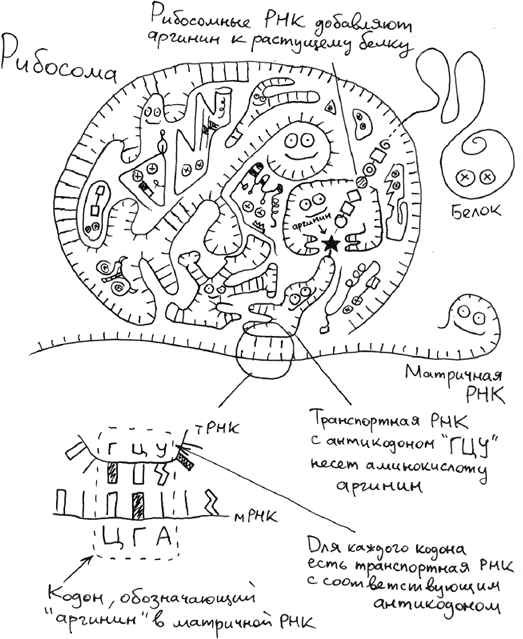 Рибосомные РНК добавляют
аргинин к растущему белку
Рибосома
аргинин
Белок
Матричная
РНК
Транспортная РНК
с антикодоном "ГЦУ"
несет аминокислоту
аргинин
тРНК
Г Ц У
мРНК
Ц Г А
Для каждого кодона
есть транспортная РНК
с соответствующим
антикодоном
Кодон, обозначающий
"аргинин" в матричной РНК